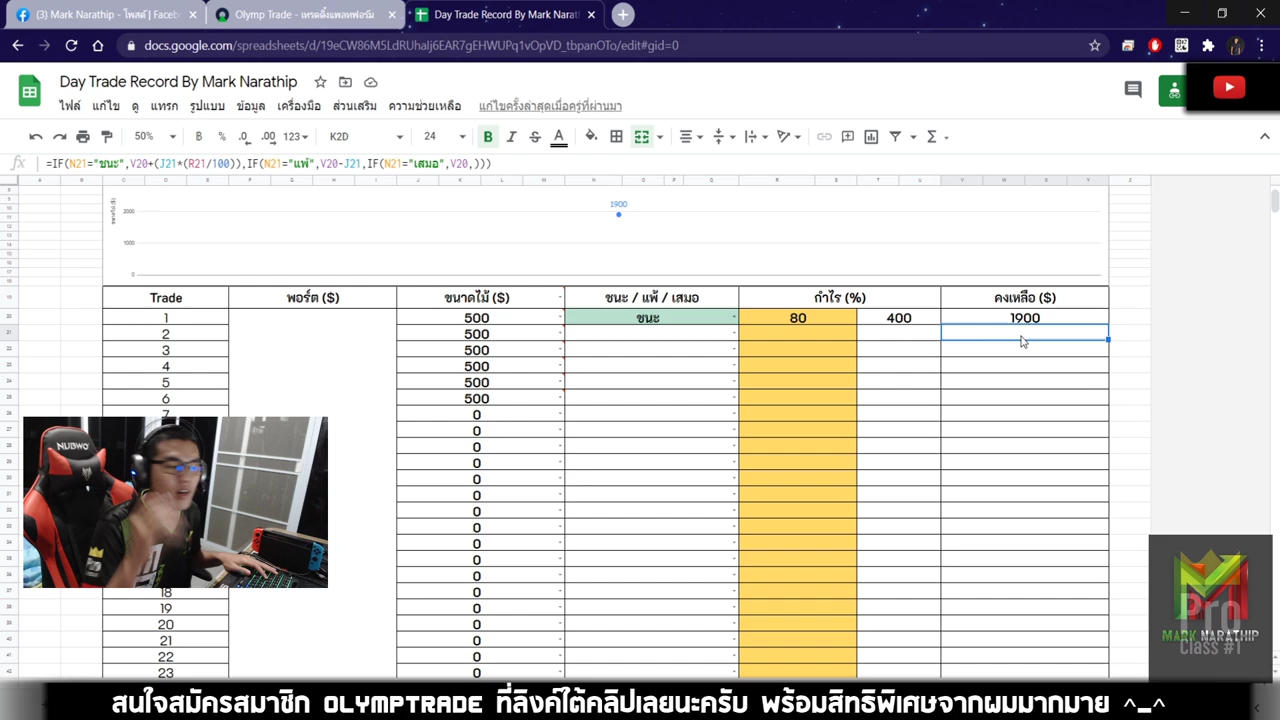 (3) Mark Narathip - โพสต์ | Faceb
Olymp Trade - เทรดดิ้งแพลทฟอร์ม
Day Trade Record By Mark Narat
docs.google.com/spreadsheets/d/19eCW86M5LdRUhaIj6EAR7gEHWUPq1vOpVD_tbpanOTo/edit#gid=0
Day Trade Record By Mark Narathip
ไฟล์ แก้ไข ดู แทรก รูปแบบ ข้อมูล เครื่องมือ ส่วนเสริม ความช่วยเหลือ แก้ไขครั้งล่าสุดเมื่อครู่ที่ผ่านมา
50% ฿ % .0 .00 123 K2D 24 B I S A
=IF(N21="ชนะ",V20+(J21*(R21/100)),IF(N21="แพ้",V20-J21,IF(N21="เสมอ",V20,)))
1900
2000
1000
0
Trade พอร์ต ($) ขนาดไม้ ($) ชนะ / แพ้ / เสมอ กำไร (%) คงเหลือ ($)
1 500 ชนะ 80 400 1900
2 500
3 500
4 500
5 500
6 500
7 0
0
0
0
0
0
0
0
0
0
0
18 0
19 0
20 0
21 0
22 0
23 0
NUBWO
Pro
MARK NARATHIP
Class #1
สนใจสมัครสมาชิก OLYMPTRADE ที่ลิงค์ใต้คลิปเลยนะครับ พร้อมสิทธิพิเศษจากผมมากมาย ^_^